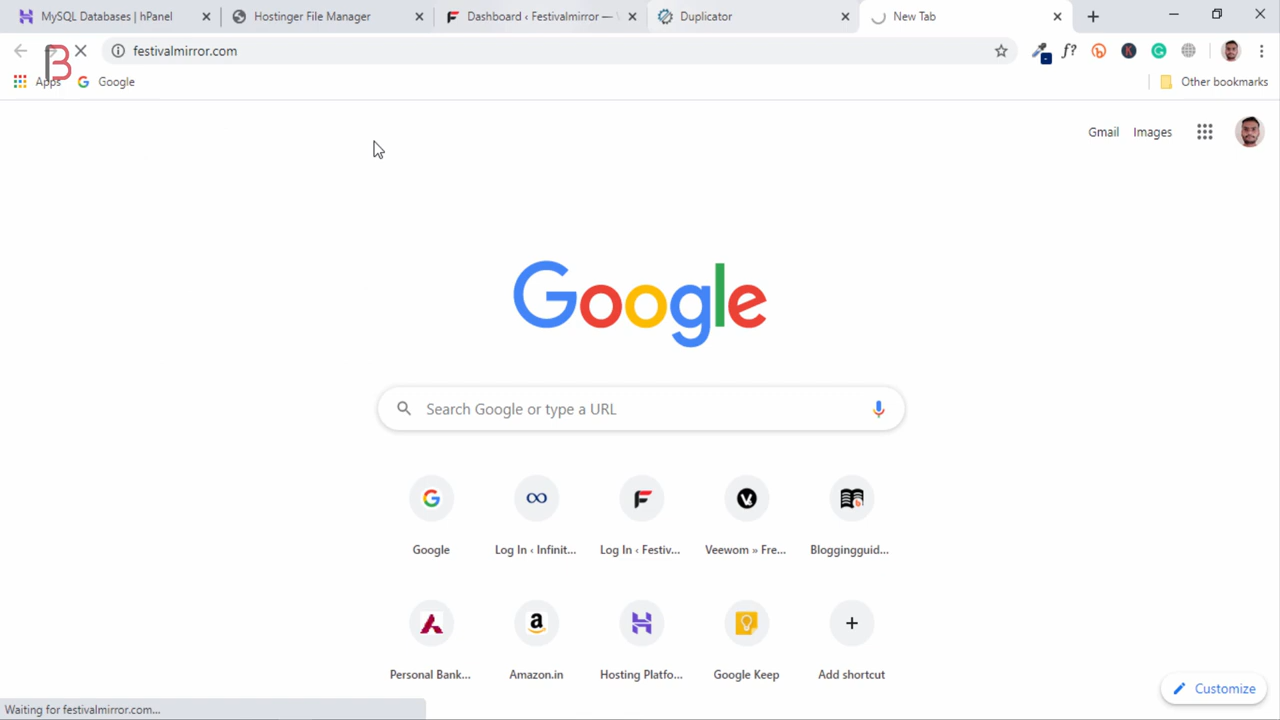 MySQL Databases | hPanel
Hostinger File Manager
Dashboard ‹ Festivalmirror —
Duplicator
New Tab
festivalmirror.com
f?
Apps
Google
Other bookmarks
Gmail
Images
Google
Search Google or type a URL
Google
Log In ‹ Infinit...
Log In ‹ Festiv...
Veewom » Fre...
Bloggingguid...
Personal Bank...
Amazon.in
Hosting Platfo...
Google Keep
Add shortcut
Customize
Waiting for festivalmirror.com...